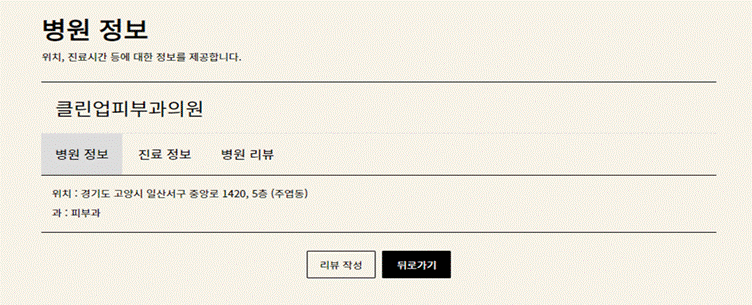 병원 정보
위치, 진료시간 등에 대한 정보를 제공합니다.
클린업피부과의원
병원 정보 진료 정보 병원 리뷰
위치 : 경기도 고양시 일산서구 중앙로 1420, 5층 (주엽동)
과 : 피부과
리뷰 작성 뒤로가기